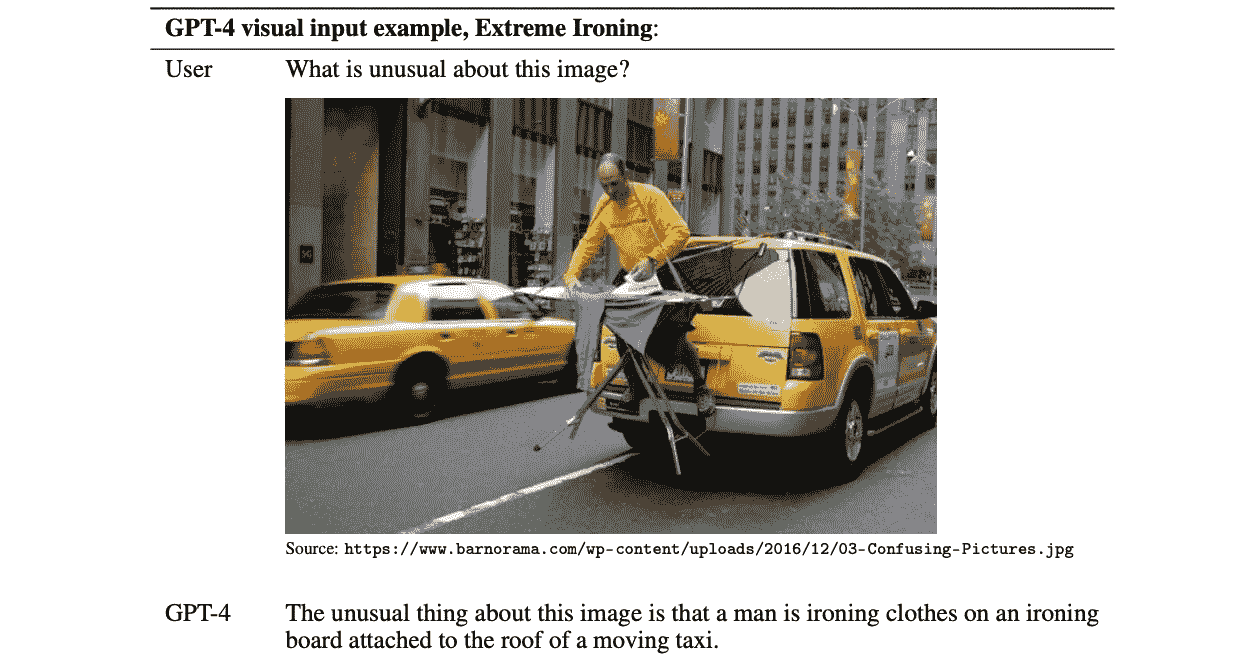 GPT-4 visual input example, Extreme Ironing:
User What is unusual about this image?
Source: https://www.barnorama.com/wp-content/uploads/2016/12/03-Confusing-Pictures.jpg
GPT-4 The unusual thing about this image is that a man is ironing clothes on an ironing
board attached to the roof of a moving taxi.